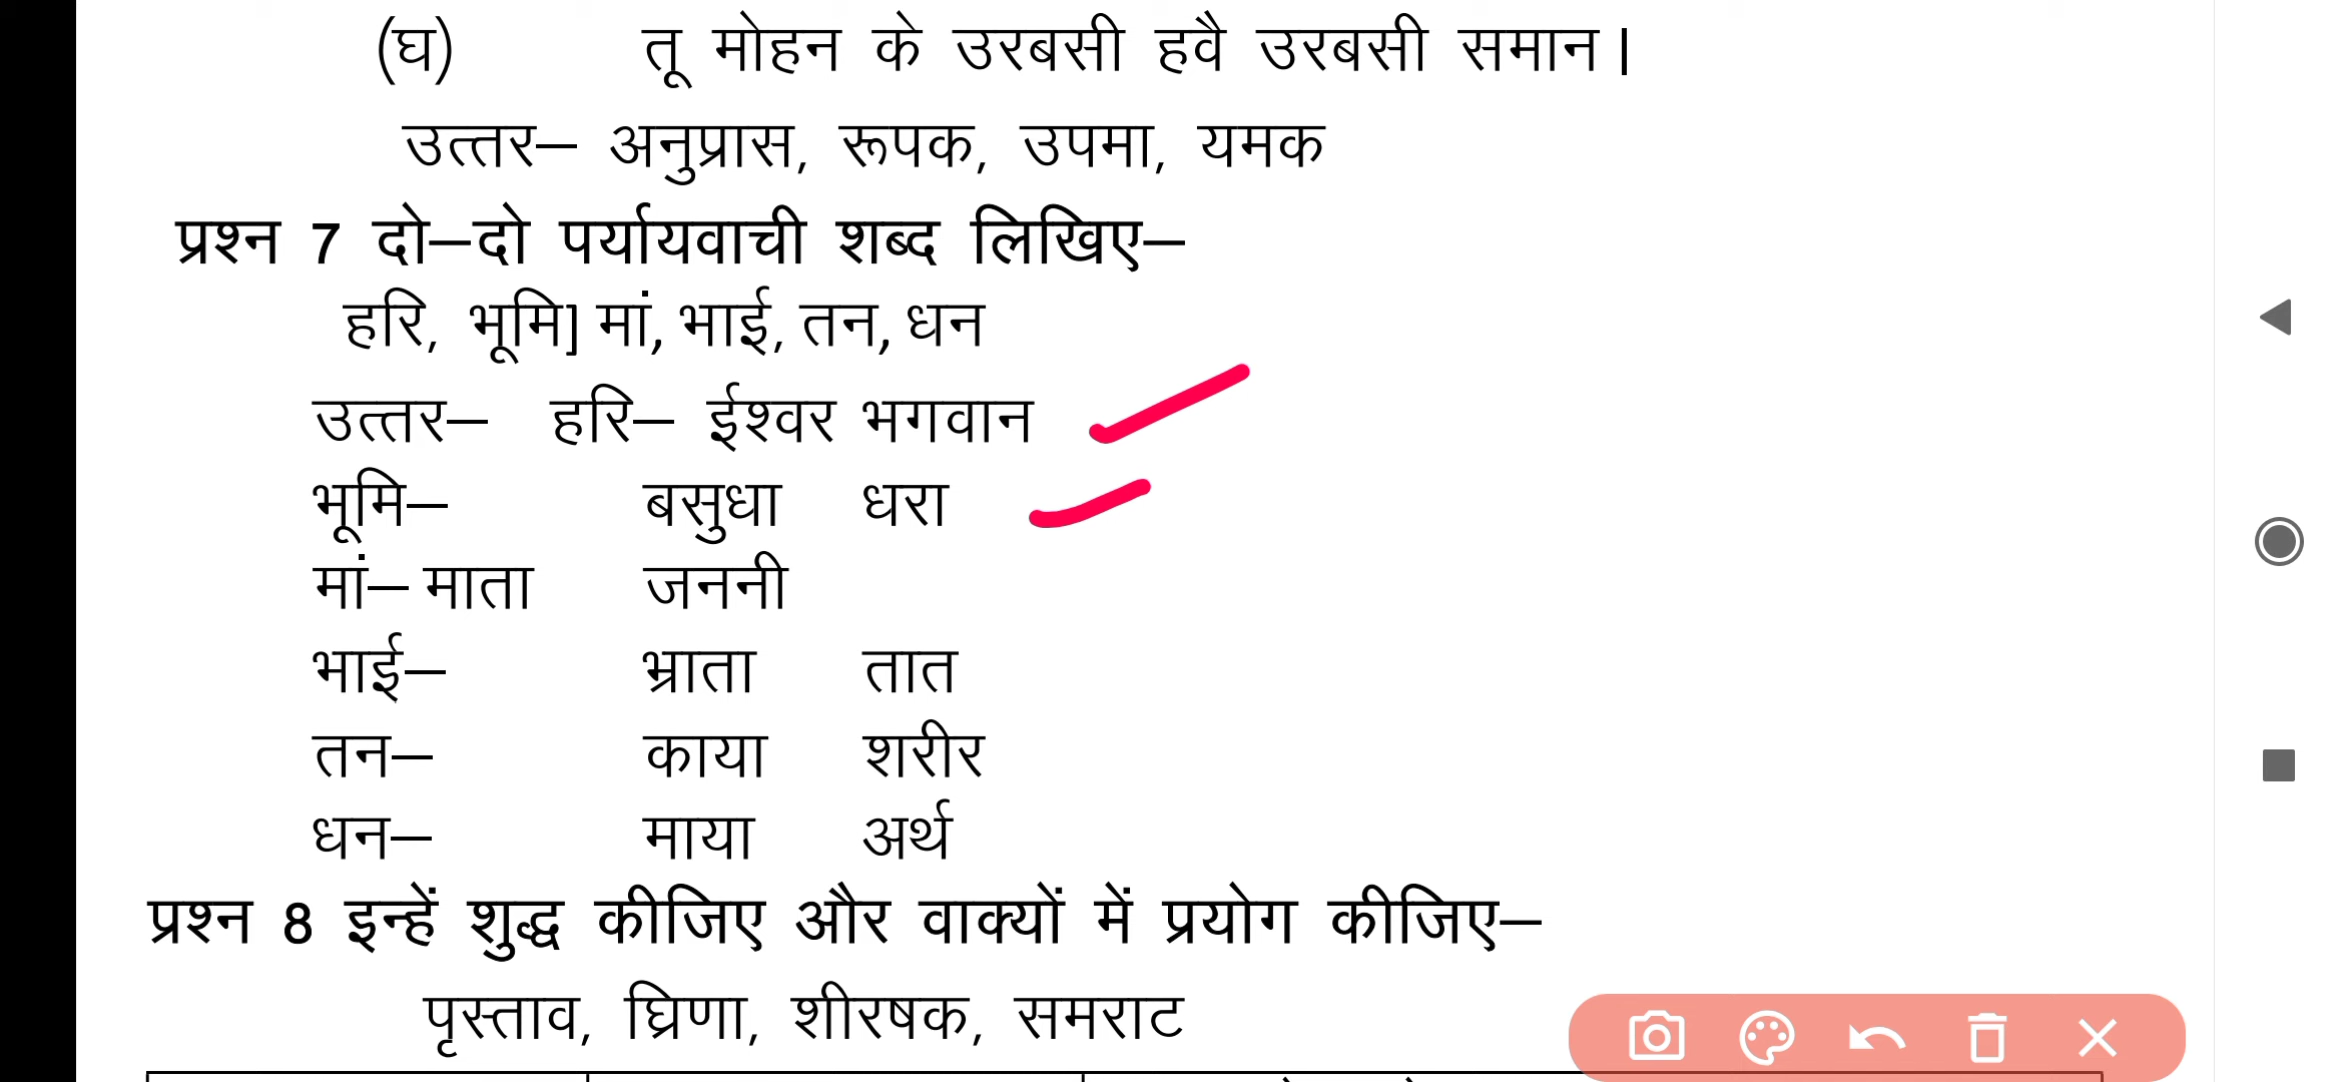 (घ) तू मोहन के उरबसी हवै उरबसी समान।
उत्तर– अनुप्रास, रूपक, उपमा, यमक
प्रश्न 7 दो–दो पर्यायवाची शब्द लिखिए–
हरि, भूमि] मां, भाई, तन, धन
उत्तर– हरि– ईश्वर भगवान
भूमि– बसुधा धरा
मां– माता जननी
भाई– भ्राता तात
तन– काया शरीर
धन– माया अर्थ
प्रश्न 8 इन्हें शुद्ध कीजिए और वाक्यों में प्रयोग कीजिए–
पृस्ताव, घ्रिणा, शीरषक, समराट